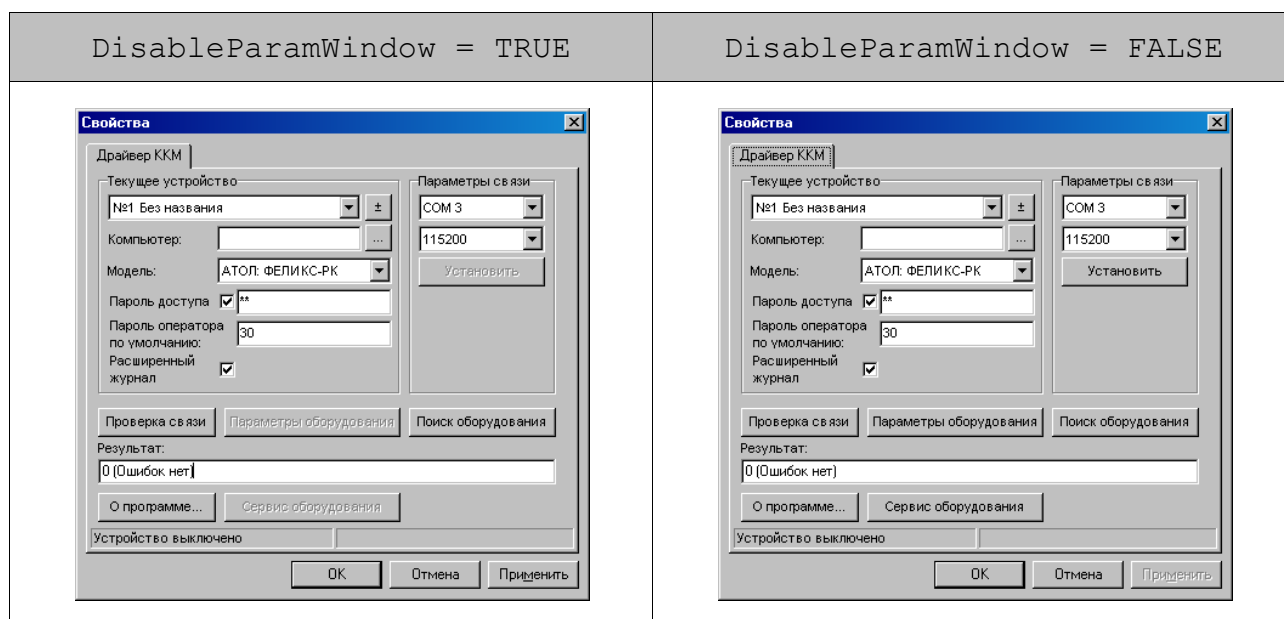 DisableParamWindow = TRUE
DisableParamWindow = FALSE
Свойства
Драйвер ККМ
Текущее устройство
Параметры связи
№1 Без названия
±
COM 3
Компьютер:
...
115200
Модель:
АТОЛ: ФЕЛИКС-РК
Установить
Пароль доступа
**
Пароль оператора
по умолчанию:
30
Расширенный
журнал
Проверка связи
Параметры оборудования
Поиск оборудования
Результат:
0 (Ошибок нет)
О программе...
Сервис оборудования
Устройство выключено
OK
Отмена
Применить
Свойства
Драйвер ККМ
Текущее устройство
Параметры связи
№1 Без названия
±
COM 3
Компьютер:
...
115200
Модель:
АТОЛ: ФЕЛИКС-РК
Установить
Пароль доступа
**
Пароль оператора
по умолчанию:
30
Расширенный
журнал
Проверка связи
Параметры оборудования
Поиск оборудования
Результат:
0 (Ошибок нет)
О программе...
Сервис оборудования
Устройство выключено
OK
Отмена
Применить